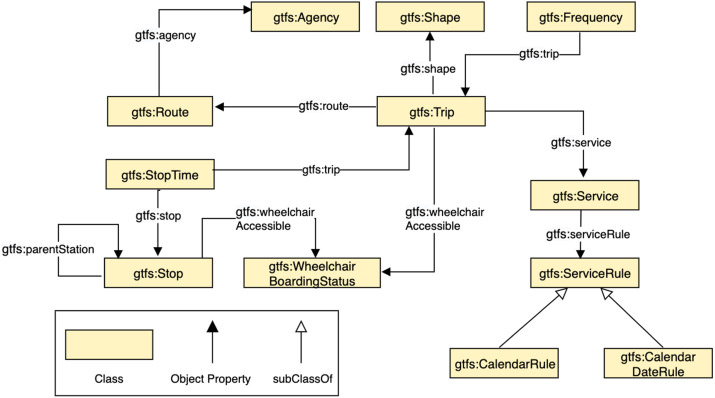 gtfs:Agency
gtfs:Shape
gtfs:Frequency
gtfs:agency
gtfs:trip
gtfs:shape
gtfs:Route
gtfs:route
gtfs:Trip
gtfs:service
gtfs:StopTime
gtfs:trip
gtfs:Service
gtfs:stop
gtfs:wheelchair
Accessible
gtfs:wheelchair
Accessible
gtfs:serviceRule
gtfs:parentStation
gtfs:Stop
gtfs:Wheelchair
BoardingStatus
gtfs:ServiceRule
gtfs:CalendarRule
gtfs:Calendar
DateRule
Class
Object Property
subClassOf